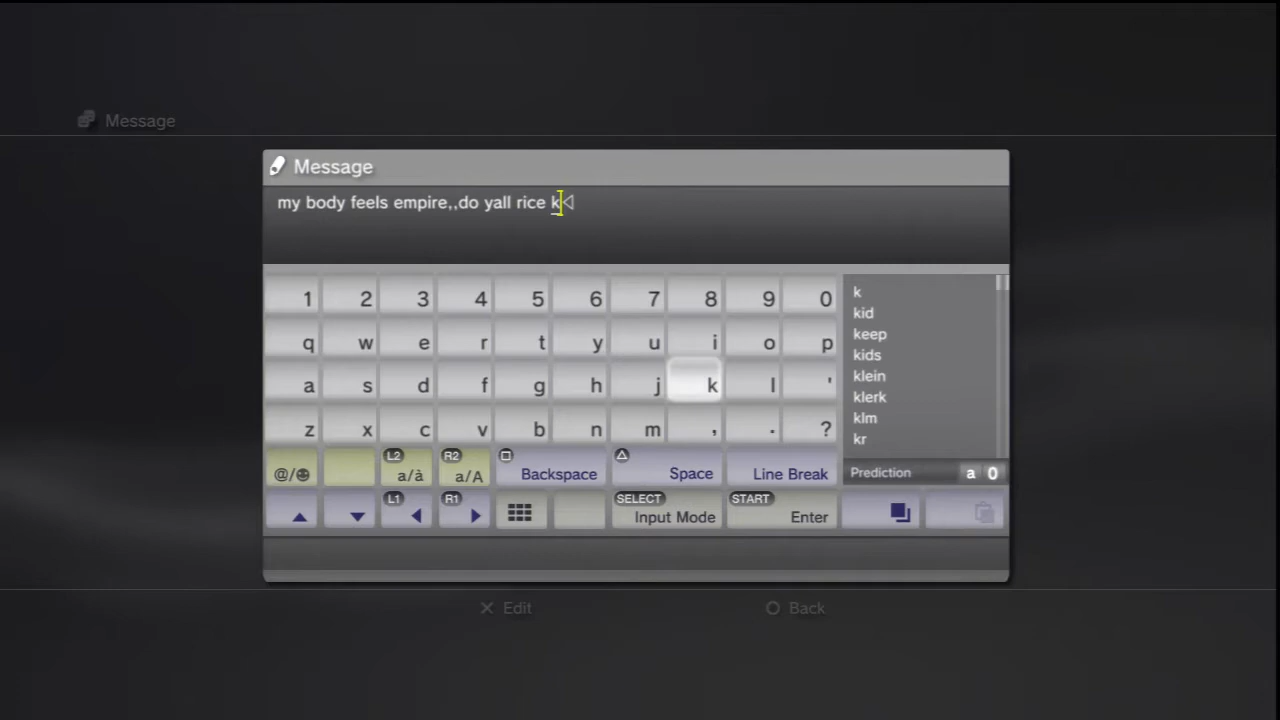 Message
Message
my body feels empire,,do yall rice k
1 2 3 4 5 6 7 8 9 0
k
kid
q w e r t y u i o p
keep
kids
a s d f g h j k l '
klein
klerk
z x c v b n m , . ?
klm
kr
@/☻ L2 a/à R2 a/A Backspace Space Line Break
Prediction a 0
L1 R1 SELECT Input Mode START Enter
Edit Back